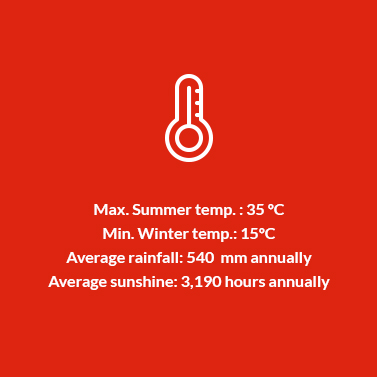 Max. Summer temp. : 35 ºC
Min. Winter temp.: 15ºC
Average rainfall: 540  mm annually
Average sunshine: 3,190 hours annually